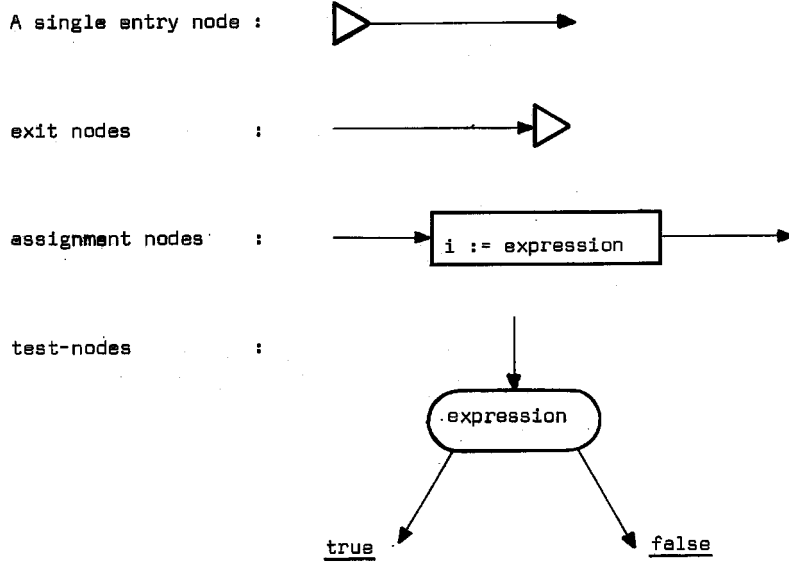 A single entry node :
exit nodes :
assignment nodes :
i := expression
test-nodes :
expression
true
false